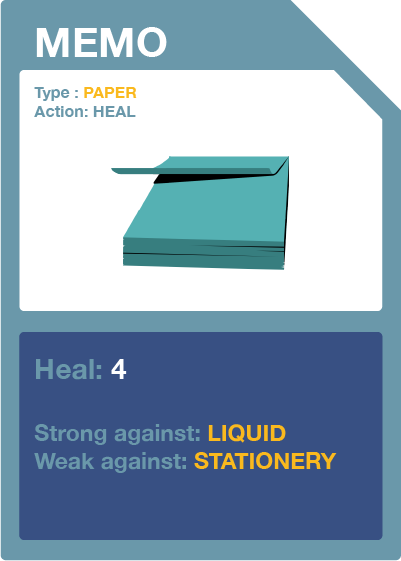 MEMO
Type : PAPER
Action: HEAL
Heal: 4
Strong against: LIQUID
Weak against: STATIONERY